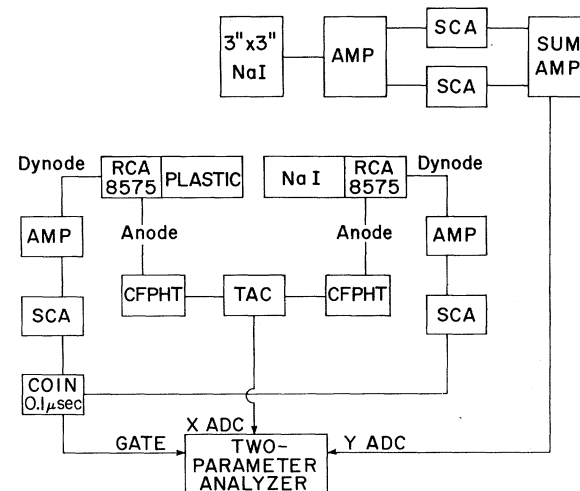 3"x3"
NaI
AMP
SCA
SCA
SUM
AMP
Dynode
RCA
8575
PLASTIC
NaI
RCA
8575
Dynode
AMP
Anode
Anode
AMP
SCA
CFPHT
TAC
CFPHT
SCA
COIN
0.1μsec
X ADC
GATE
Y ADC
TWO-
PARAMETER
ANALYZER